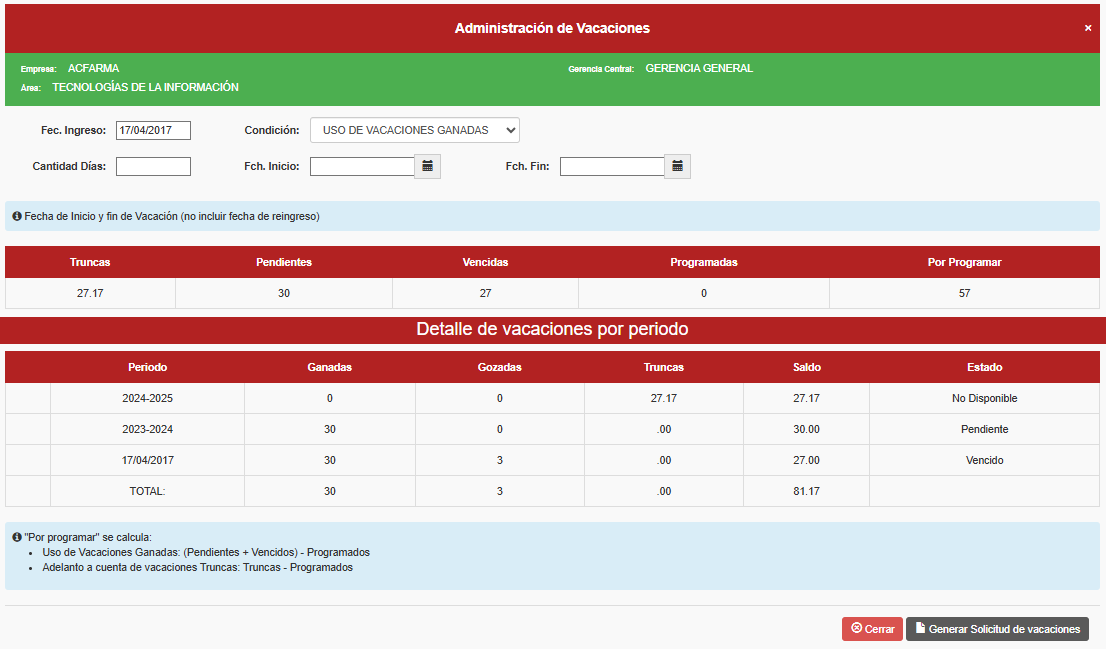 Administración de Vacaciones ×
Empresa: ACFARMA Gerencia Central: GERENCIA GENERAL
Area: TECNOLOGÍAS DE LA INFORMACIÓN
Fec. Ingreso: 17/04/2017 Condición: USO DE VACACIONES GANADAS
Cantidad Días: Fch. Inicio: Fch. Fin:
Fecha de Inicio y fin de Vacación (no incluir fecha de reingreso)
Truncas Pendientes Vencidas Programadas Por Programar
27.17 30 27 0 57
Detalle de vacaciones por periodo
Periodo Ganadas Gozadas Truncas Saldo Estado
2024-2025 0 0 27.17 27.17 No Disponible
2023-2024 30 0 .00 30.00 Pendiente
17/04/2017 30 3 .00 27.00 Vencido
TOTAL: 30 3 .00 81.17
"Por programar" se calcula:
• Uso de Vacaciones Ganadas: (Pendientes + Vencidos) - Programados
• Adelanto a cuenta de vacaciones Truncas: Truncas - Programados
Cerrar Generar Solicitud de vacaciones